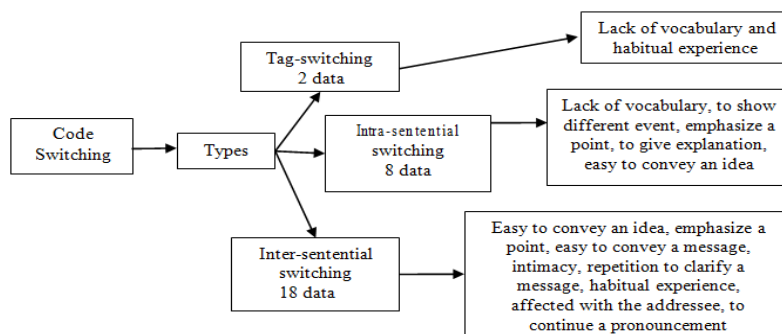 Code
Switching
Types
Tag-switching
2 data
Lack of vocabulary and
habitual experience
Intra-sentential
switching
8 data
Lack of vocabulary, to show
different event, emphasize a
point, to give explanation,
easy to convey an idea
Inter-sentential
switching
18 data
Easy to convey an idea, emphasize a
point, easy to convey a message,
intimacy, repetition to clarify a
message, habitual experience,
affected with the addressee, to
continue a pronouncement